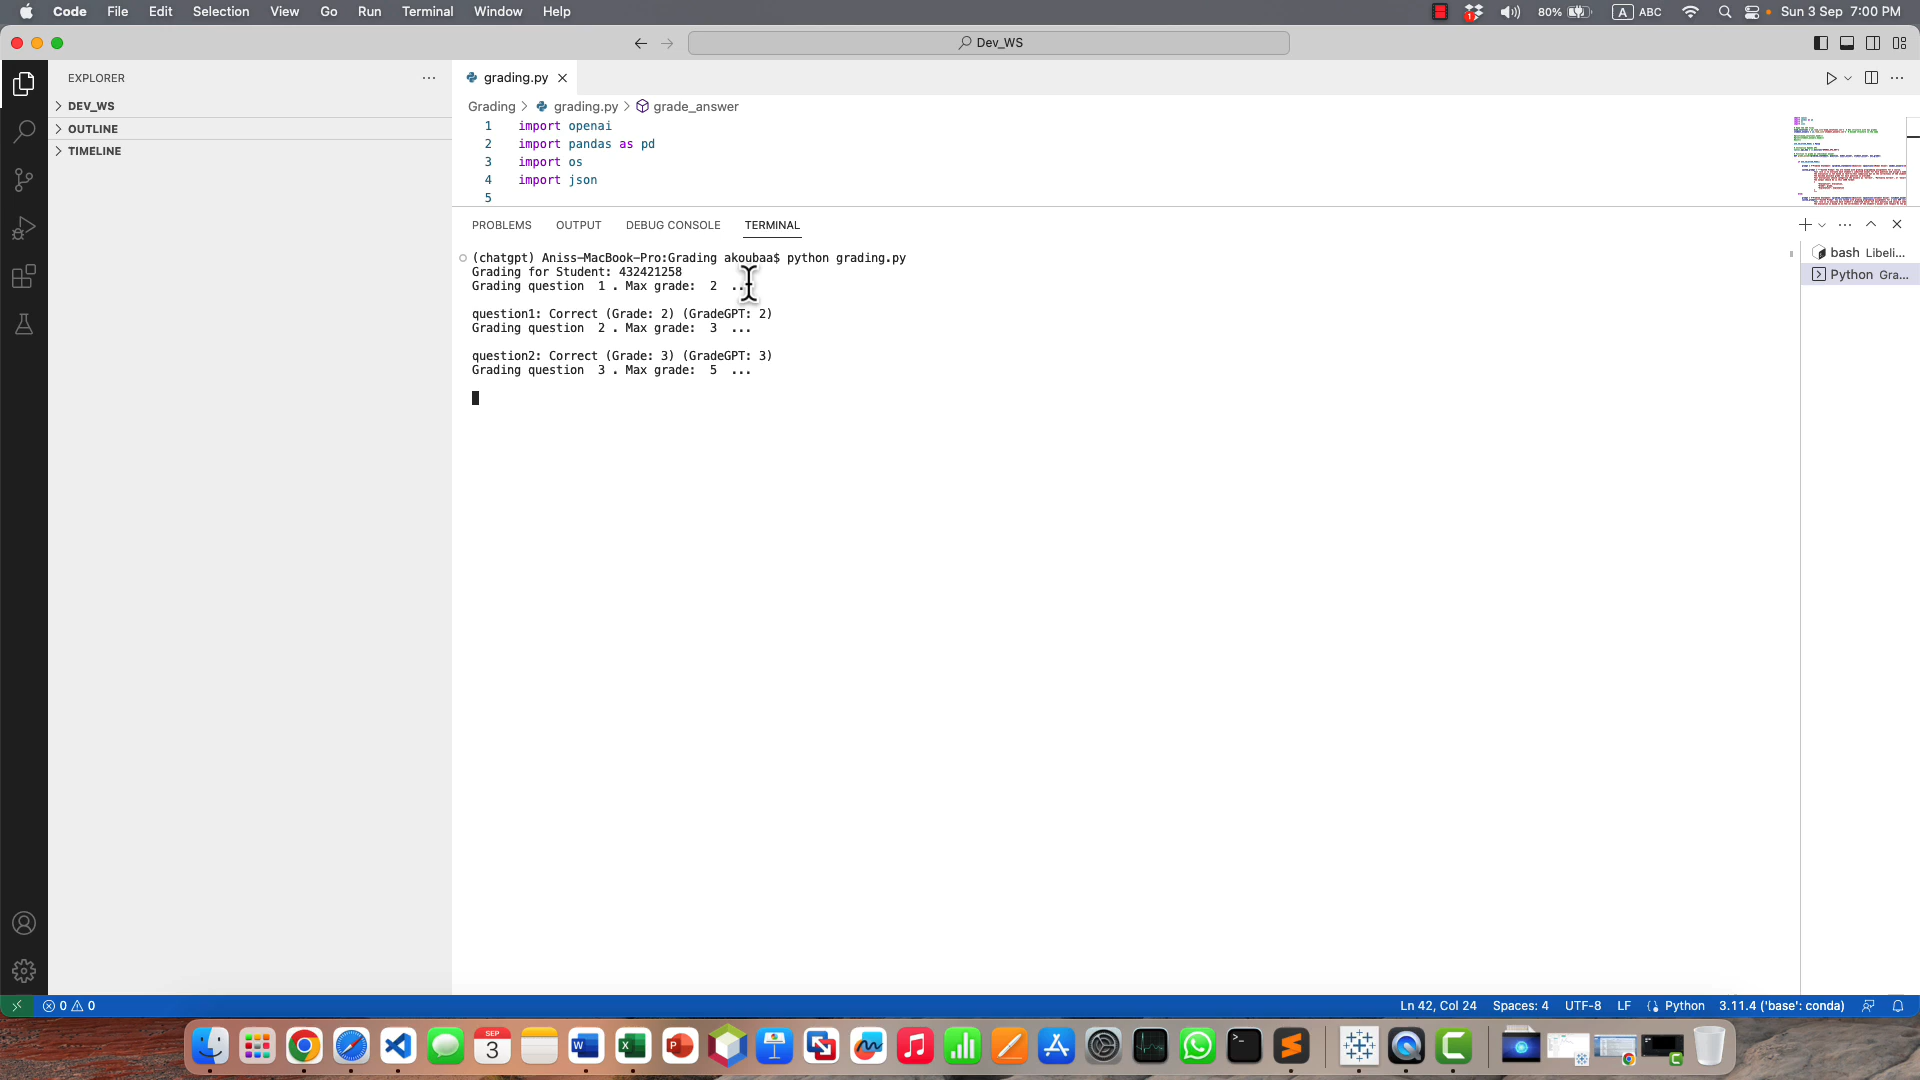 Code File Edit Selection View Go Run Terminal Window Help
1 80% A ABC Sun 3 Sep 7:00 PM
Dev_WS
EXPLORER
DEV_WS
OUTLINE
TIMELINE
grading.py
Grading > grading.py > grade_answer
1 import openai
2 import pandas as pd
3 import os
4 import json
5
PROBLEMS OUTPUT DEBUG CONSOLE TERMINAL
(chatgpt) Aniss-MacBook-Pro:Grading akoubaa$ python grading.py
Grading for Student: 432421258
Grading question 1 . Max grade: 2 ...
question1: Correct (Grade: 2) (GradeGPT: 2)
Grading question 2 . Max grade: 3 ...
question2: Correct (Grade: 3) (GradeGPT: 3)
Grading question 3 . Max grade: 5 ...
bash Libeli...
Python Gra...
0 0
Ln 42, Col 24 Spaces: 4 UTF-8 LF Python 3.11.4 ('base': conda)
SEP
3